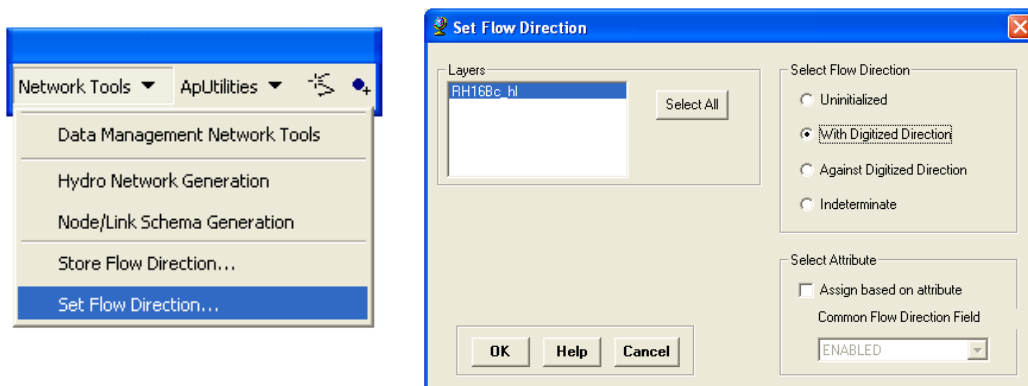 Network Tools ApUtilities
Data Management Network Tools
Hydro Network Generation
Node/Link Schema Generation
Store Flow Direction...
Set Flow Direction...
Set Flow Direction
Layers
RH16Bc_hl
Select All
Select Flow Direction
Uninitialized
With Digitized Direction
Against Digitized Direction
Indeterminate
Select Attribute
Assign based on attribute
Common Flow Direction Field
ENABLED
OK Help Cancel